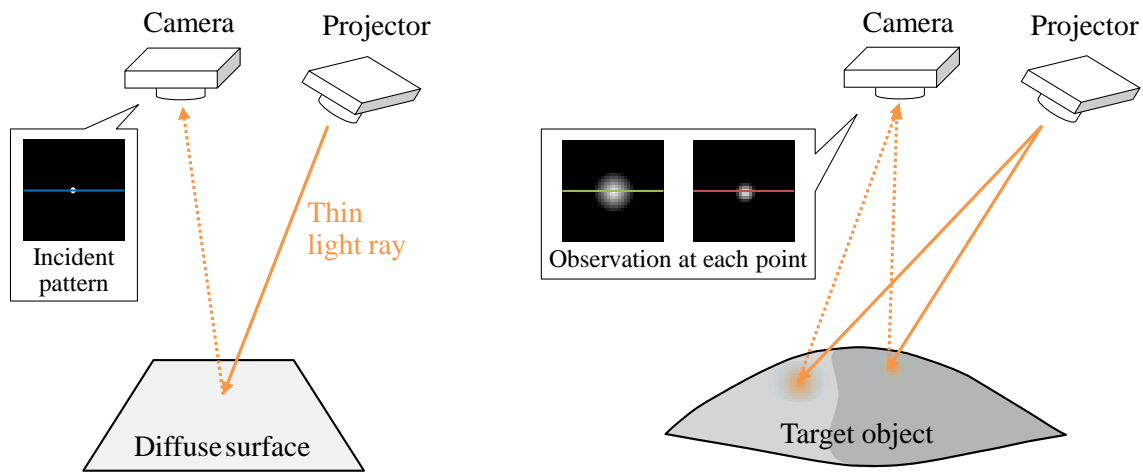 Camera
Projector
Incident
pattern
Thin
light ray
Diffuse surface
Camera
Projector
Observation at each point
Target object